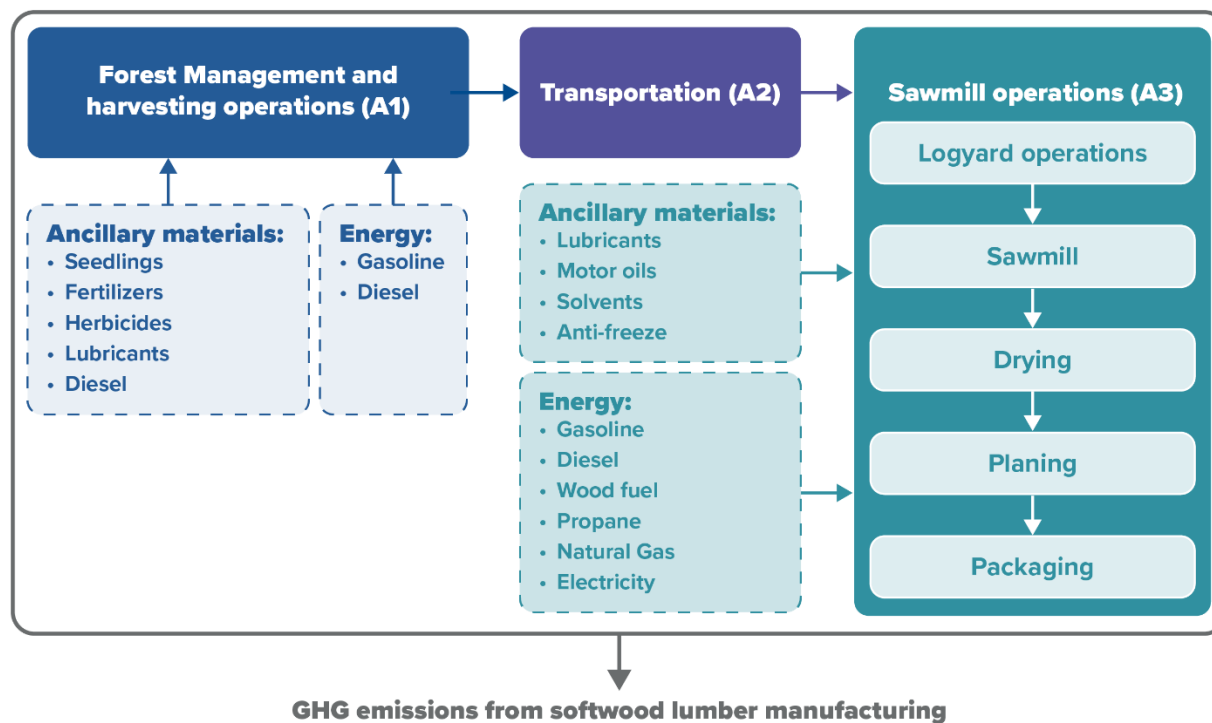 Forest Management and
harvesting operations (A1)
Transportation (A2)
Sawmill operations (A3)
Ancillary materials:
• Seedlings
• Fertilizers
• Herbicides
• Lubricants
• Diesel
Energy:
• Gasoline
• Diesel
Ancillary materials:
• Lubricants
• Motor oils
• Solvents
• Anti-freeze
Energy:
• Gasoline
• Diesel
• Wood fuel
• Propane
• Natural Gas
• Electricity
Logyard operations
Sawmill
Drying
Planing
Packaging
GHG emissions from softwood lumber manufacturing